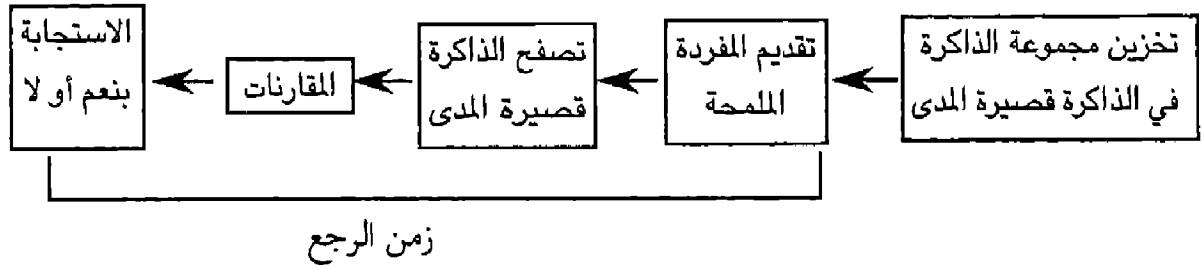 تخزين مجموعة الذاكرة
في الذاكرة قصيرة المدى
تقديم المفردة
الملمحة
تصفح الذاكرة
قصيرة المدى
المقارنات
الاستجابة
بنعم أو لا
زمن الرجع